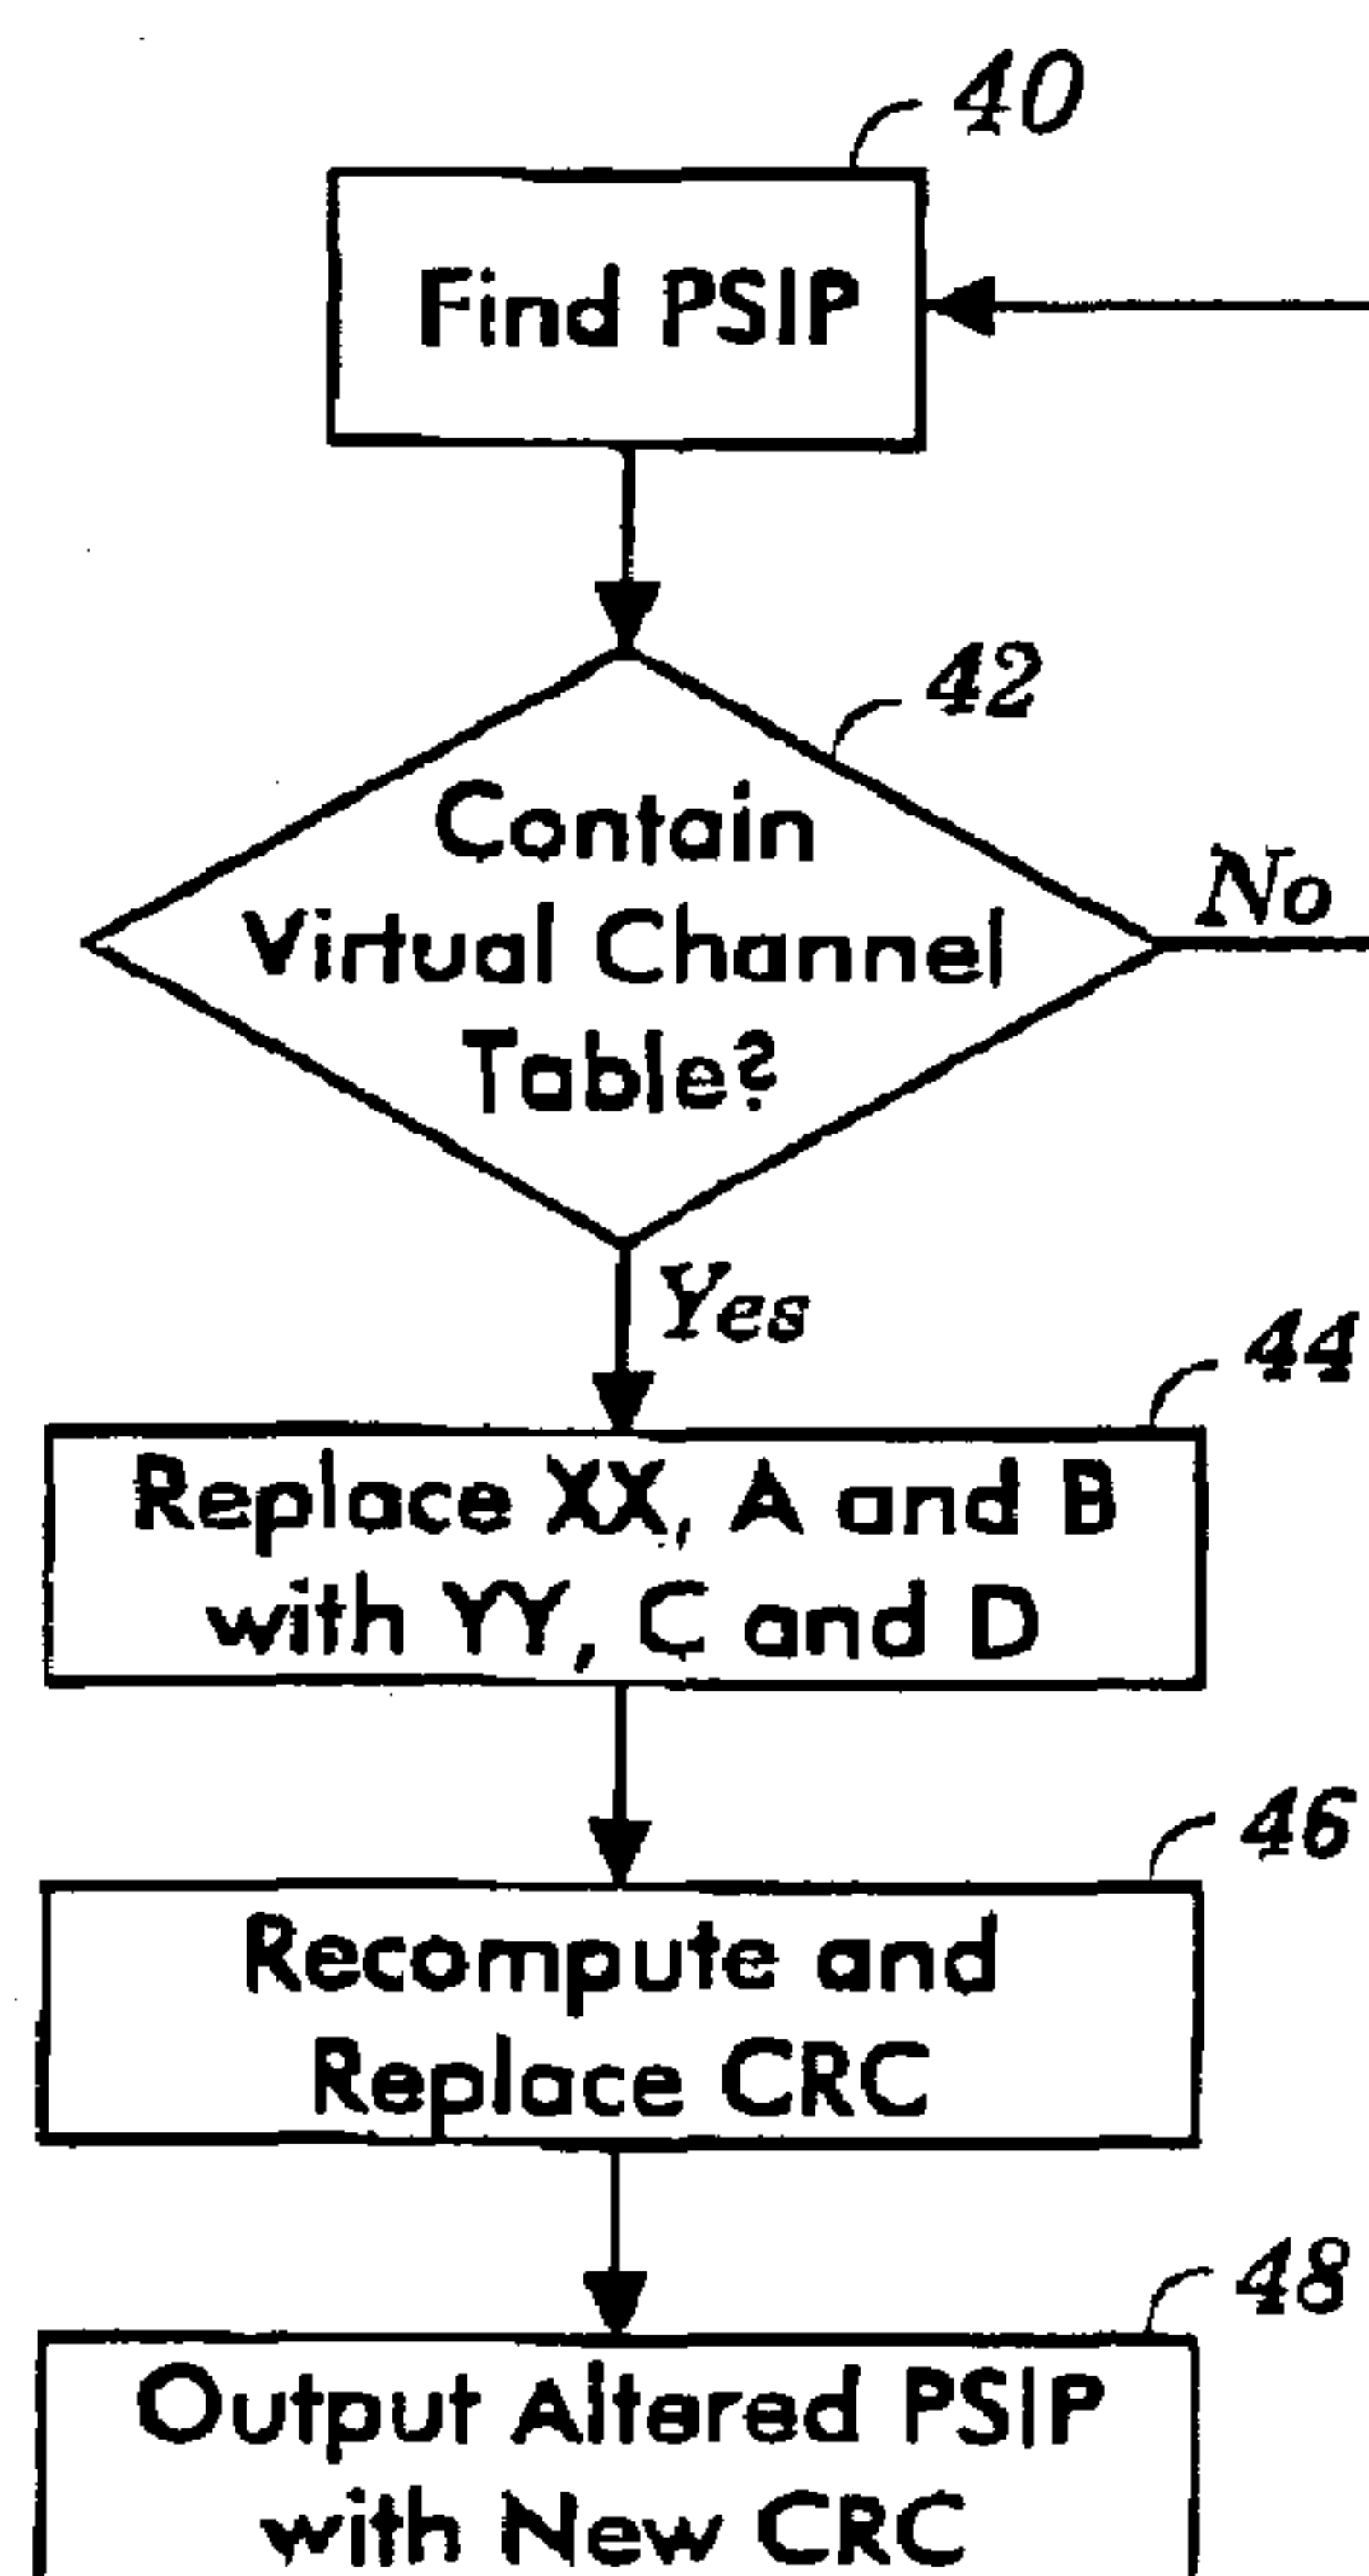 40
Find PSIP
42
Contain
Virtual Channel
Table?
No
Yes
44
Replace XX, A and B
with YY, C and D
46
Recompute and
Replace CRC
48
Output Altered PSIP
with New CRC